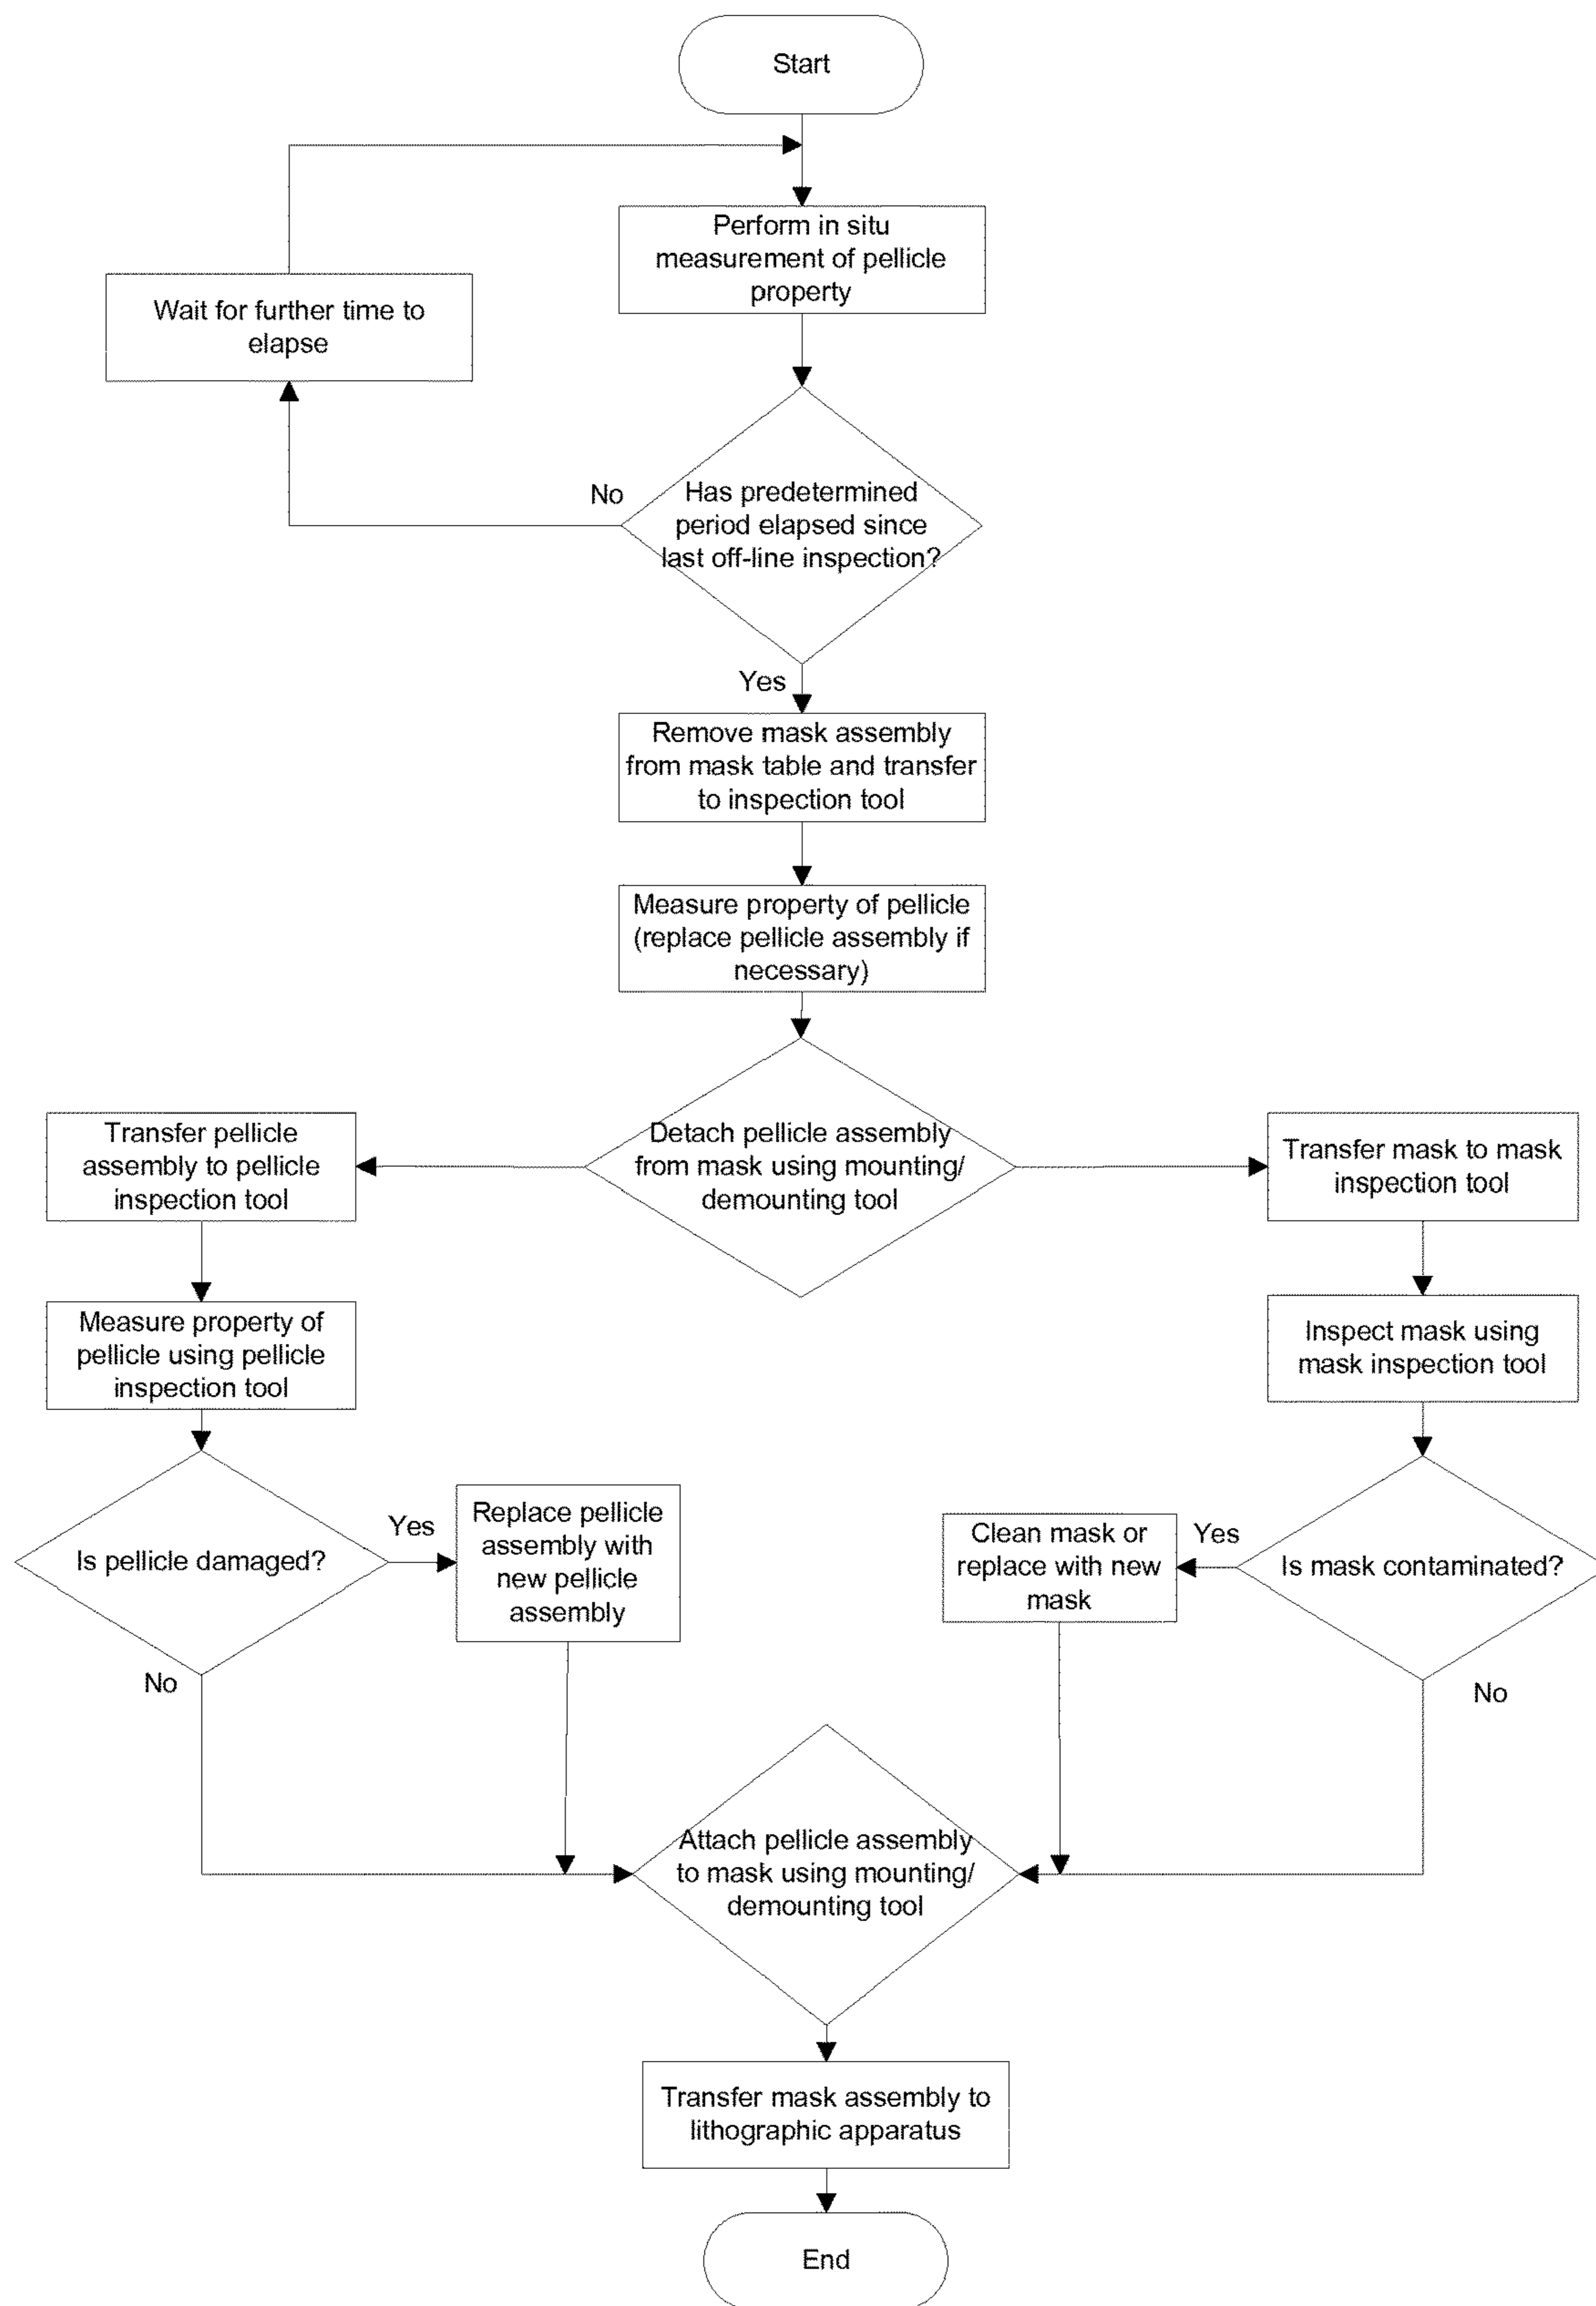 Start
Perform in situ
measurement of pellicle
property
Wait for further time to
elapse
No
Has predetermined
period elapsed since
last off-line inspection?
Yes
Remove mask assembly
from mask table and transfer
to inspection tool
Measure property of pellicle
(replace pellicle assembly if
necessary)
Detach pellicle assembly
from mask using mounting/
demounting tool
Transfer pellicle
assembly to pellicle
inspection tool
Transfer mask to mask
inspection tool
Measure property of
pellicle using pellicle
inspection tool
Inspect mask using
mask inspection tool
Is pellicle damaged?
Yes
Replace pellicle
assembly with
new pellicle
assembly
Clean mask or
replace with new
mask
Yes
Is mask contaminated?
No
No
Attach pellicle assembly
to mask using mounting/
demounting tool
Transfer mask assembly to
lithographic apparatus
End